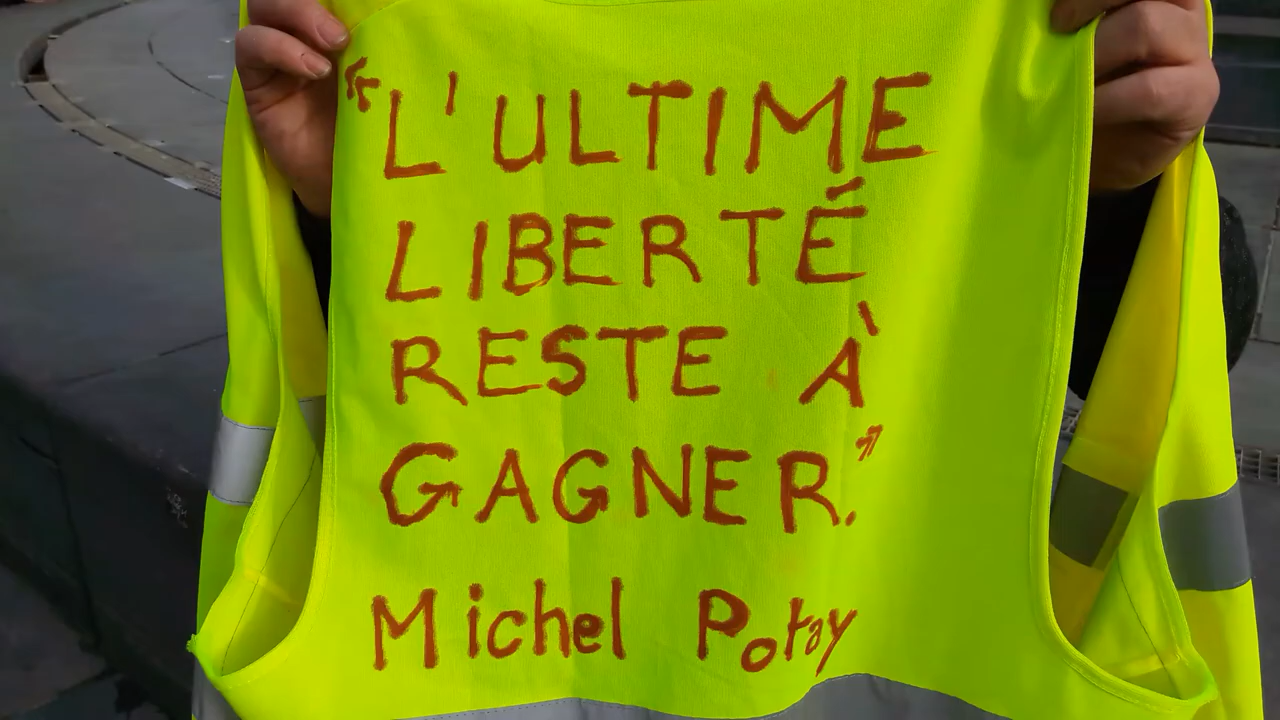 « L'ULTIME
LIBERTÉ
RESTE À
GAGNER. »
Michel Potay